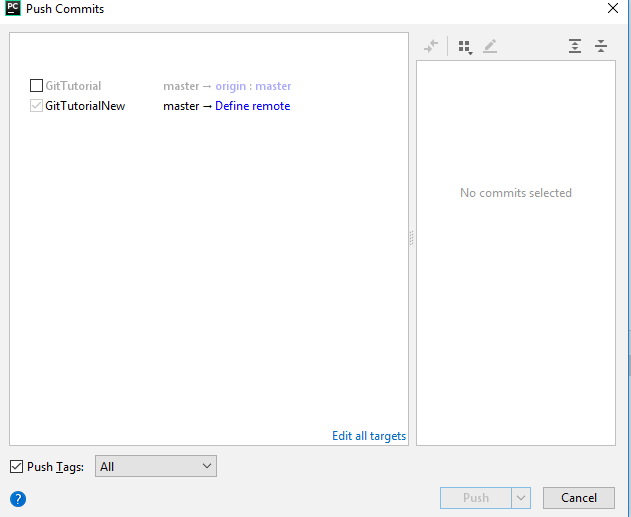 PC Push Commits
GitTutorial master → origin : master
GitTutorialNew master → Define remote
No commits selected
Edit all targets
Push Tags: All
? Push Cancel